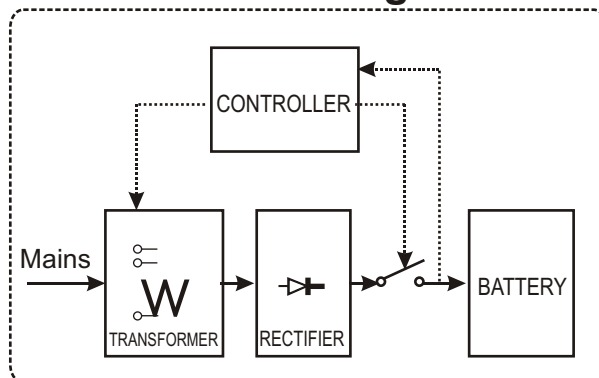 CONTROLLER
Mains
W
TRANSFORMER
RECTIFIER
BATTERY